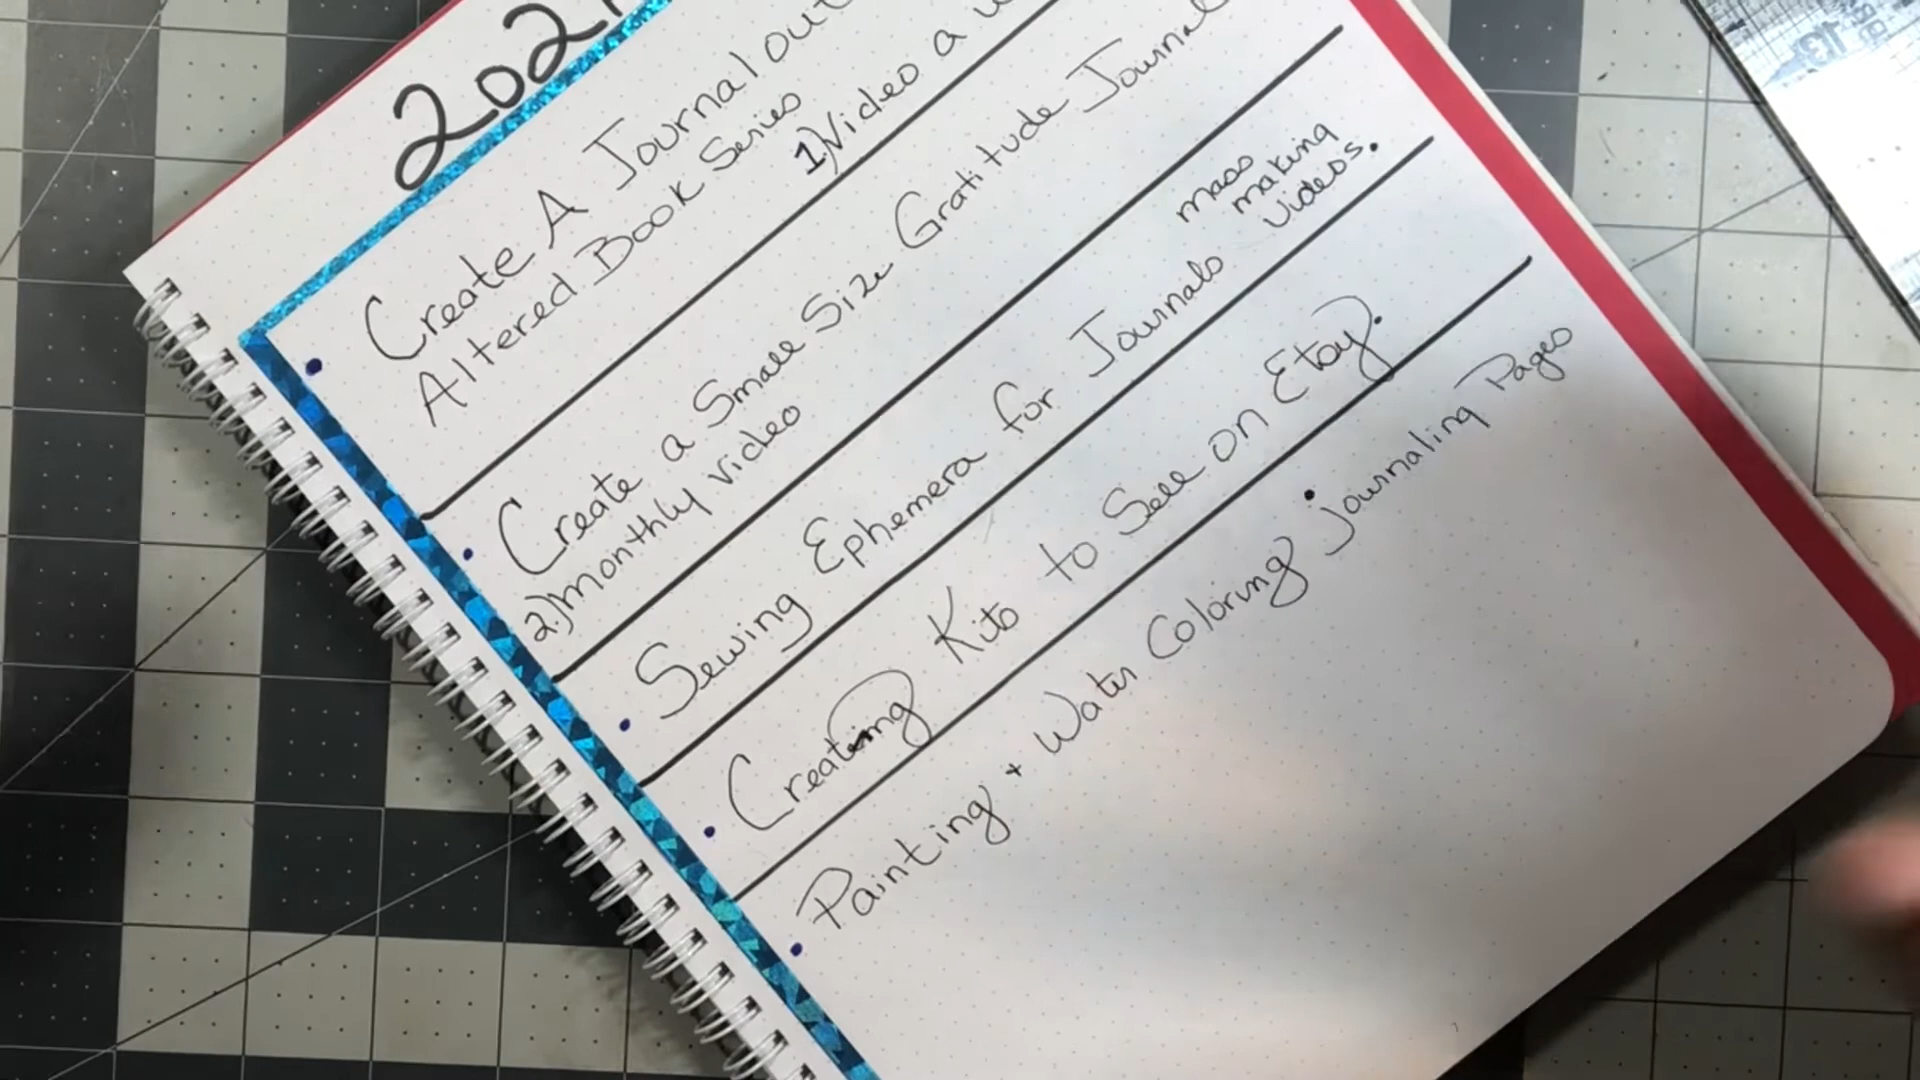 2021
Create A Journal out
Altered Book Series
1) Video a
Create a Small Size Gratitude Journal
2.) monthly video
Sewing Ephemera for Journals
mass
making
videos.
Creating Kits to Sell on Etsy.
Painting + Water Coloring journaling Pages
13